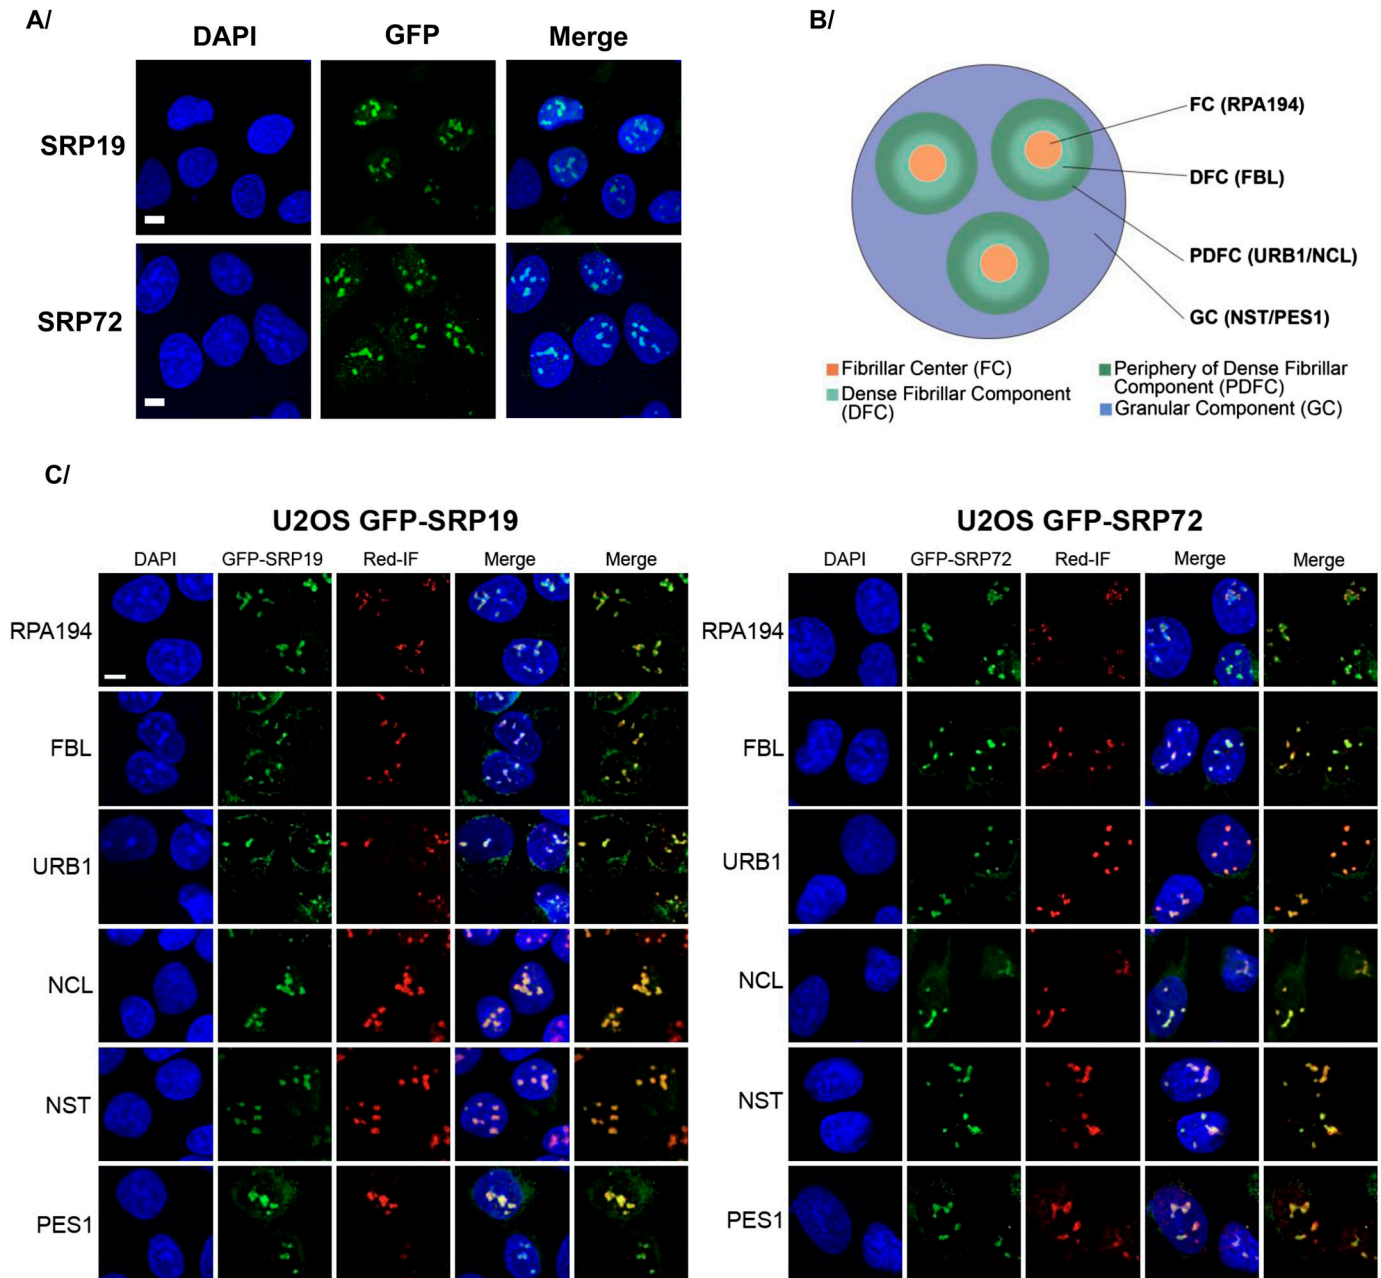 A/
DAPI GFP Merge
SRP19
SRP72
B/
FC (RPA194)
DFC (FBL)
PDFC (URB1/NCL)
GC (NST/PES1)
Fibrillar Center (FC)
Dense Fibrillar Component
(DFC)
Periphery of Dense Fibrillar
Component (PDFC)
Granular Component (GC)
C/
U2OS GFP-SRP19
DAPI GFP-SRP19 Red-IF Merge Merge
RPA194
FBL
URB1
NCL
NST
PES1
U2OS GFP-SRP72
DAPI GFP-SRP72 Red-IF Merge Merge
RPA194
FBL
URB1
NCL
NST
PES1